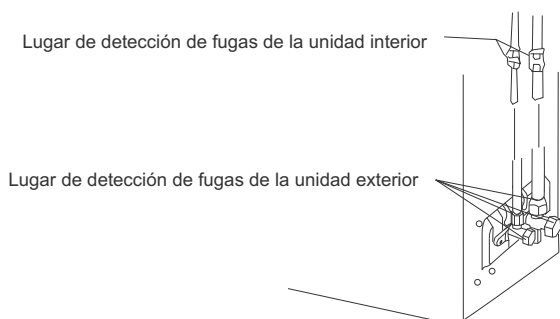 Lugar de detección de fugas de la unidad interior
Lugar de detección de fugas de la unidad exterior